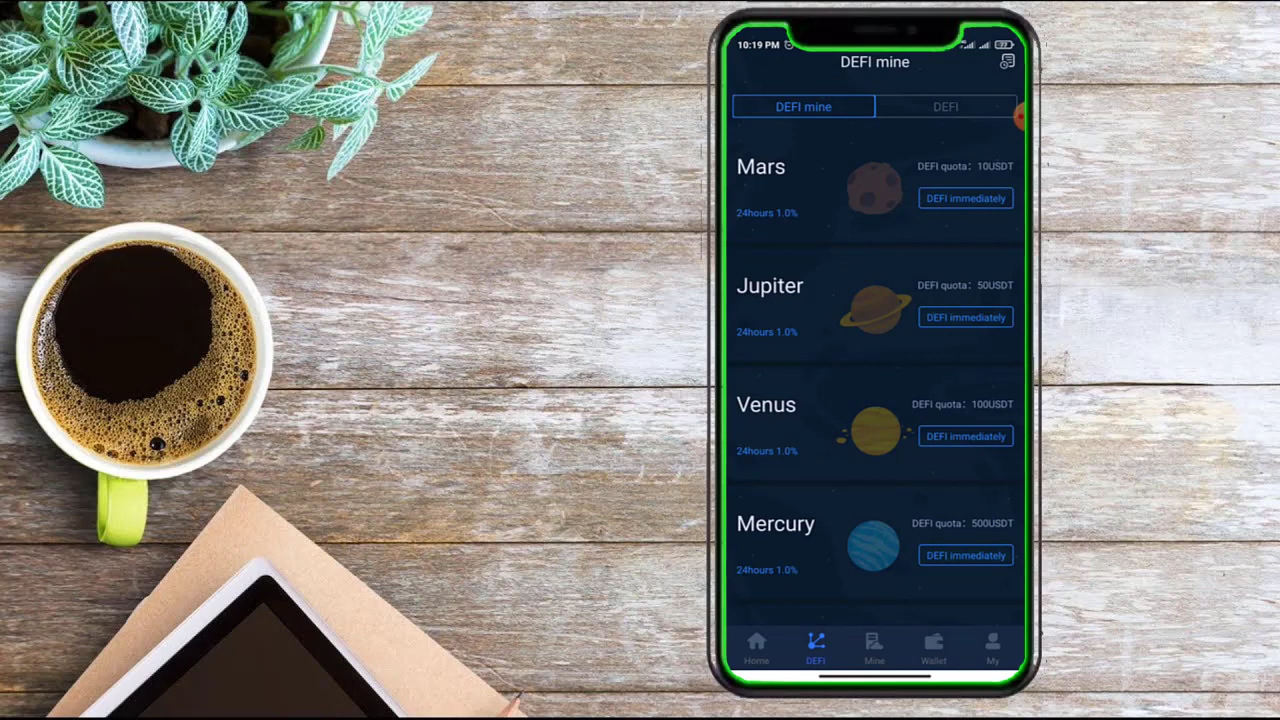 10:19 PM
77
DEFI mine
DEFI mine
DEFI
Mars
DEFI quota：10USDT
DEFI immediately
24hours 1.0%
Jupiter
DEFI quota：50USDT
DEFI immediately
24hours 1.0%
Venus
DEFI quota：100USDT
DEFI immediately
24hours 1.0%
Mercury
DEFI quota：500USDT
DEFI immediately
24hours 1.0%
Home
DEFI
Mine
Wallet
My